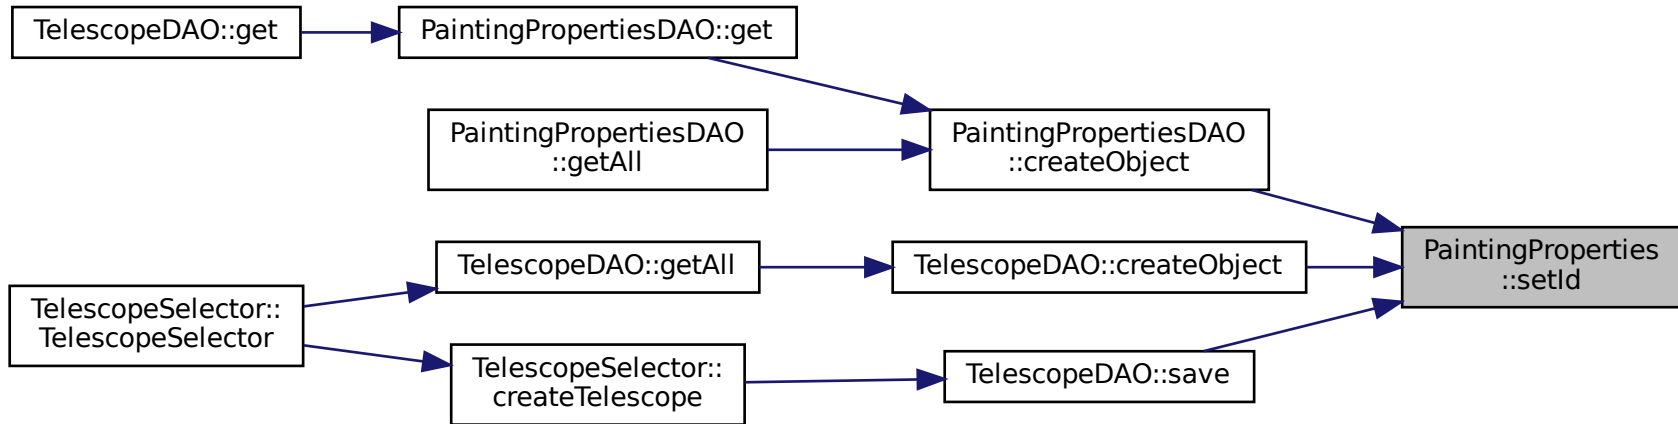 TelescopeDAO::get
PaintingPropertiesDAO::get
PaintingPropertiesDAO
::getAll
PaintingPropertiesDAO
::createObject
PaintingProperties
::setId
TelescopeDAO::getAll
TelescopeDAO::createObject
TelescopeSelector::
TelescopeSelector
TelescopeSelector::
createTelescope
TelescopeDAO::save